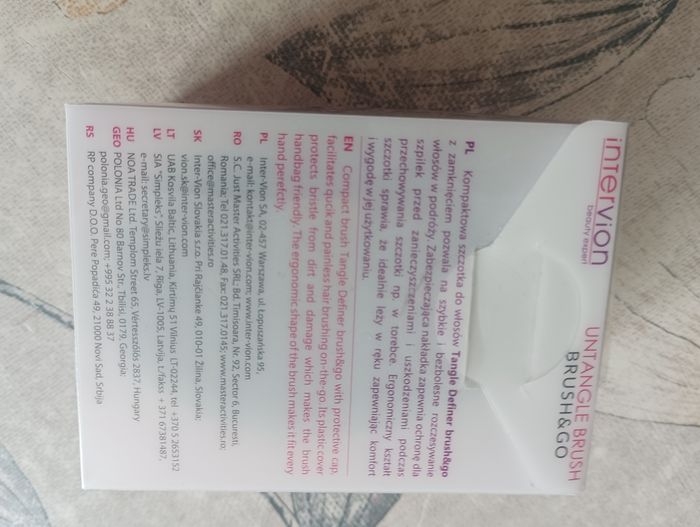 intervion
beauty expert
UNTANGLE BRUSH
BRUSH&GO
PL Kompaktowa szczotka do włosów Tangle Definer brush&go
z zamknięciem pozwala na szybkie i bezbolesne rozczesywanie
włosów w podróży. Zabezpieczająca nakładka zapewnia ochronę dla
szpilek przed zanieczyszczeniami i uszkodzeniami podczas
przechowywania szczotki np. w torebce. Ergonomiczny kształt
szczotki sprawia, że idealnie leży w ręku zapewniając komfort
i wygodę w jej użytkowaniu.
EN Compact brush Tangle Definer brush&go with protective cap,
facilitates qucik and painless hair brushing on-the-go. Its plastic cover
protects bristle from dirt and damage which makes the brush
handbag friendly. The ergonomic shape of the brush makes it fit every
hand perefctly.
PL Inter-Vion SA, 02-457 Warszawa, ul. Łopuszańska 95,
e-mail: kontakt@inter-vion.com; www.inter-vion.com
RO S.C. Just Master Activities SRL, Bd. Timisoara, Nr. 92, Sector 6, Bucuresti,
Romania; Tel 021 317 01 48, Fax: 021.317.0145; www.masteractivities.ro;
office@masteractivities.ro
SK Inter-Vion Slovakia s.r.o. Pri Rajčianke 49, 010-01 Žilina, Slovakia;
vion.sk@inter-vion.com
LT UAB Kosvila Baltic, Lithuania, Kirtimų 51 Vilnius LT-02244, tel +370 5 2653152
LV SIA "Simpleks", Sliežu iela 7, Rīga, LV-1005, Latvija, t./fakss + 371 67381487,
e-mail: secretary@simpleks.lv
HU NOA TRADE Ltd. Templom Street 65, Vértesszőlős 2837, Hungary
GEO POLONIA Ltd No 80 Barnov Str., Tbilisi, 0179, Georgia;
polonia.geo@gmail.com; +995 32 2 38 88 37
RS RP company D.O.O. Pere Popadica 49, 21000 Novi Sad, Srbija